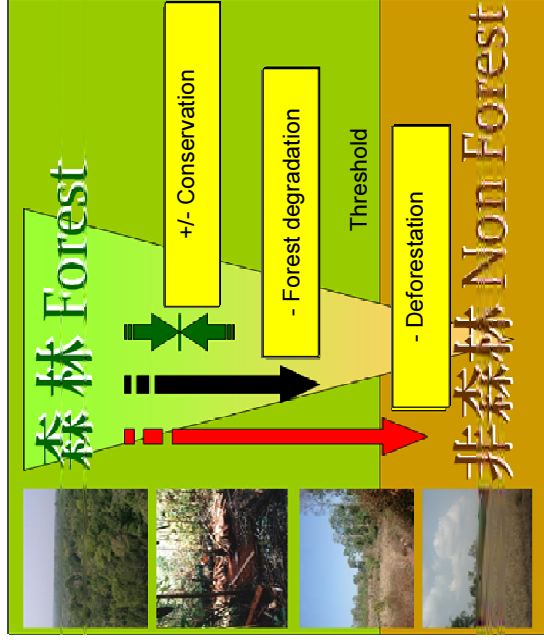 森 林 Forest
+/- Conservation
- Forest degradation
Threshold
- Deforestation
非森林 Non Forest